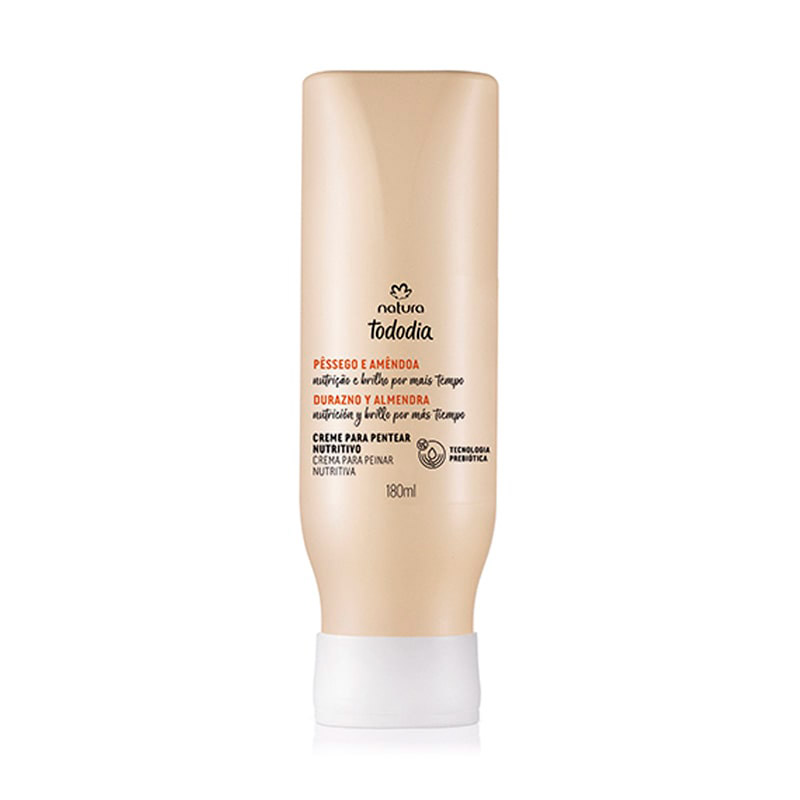 natura
tododia
PÊSSEGO E AMÊNDOA
nutrição e brilho por mais tempo
DURAZNO Y ALMENDRA
nutrición y brillo por más tiempo
CREME PARA PENTEAR
NUTRITIVO
CREMA PARA PEINAR
NUTRITIVA
TECNOLOGIA
PREBIÓTICA
180ml